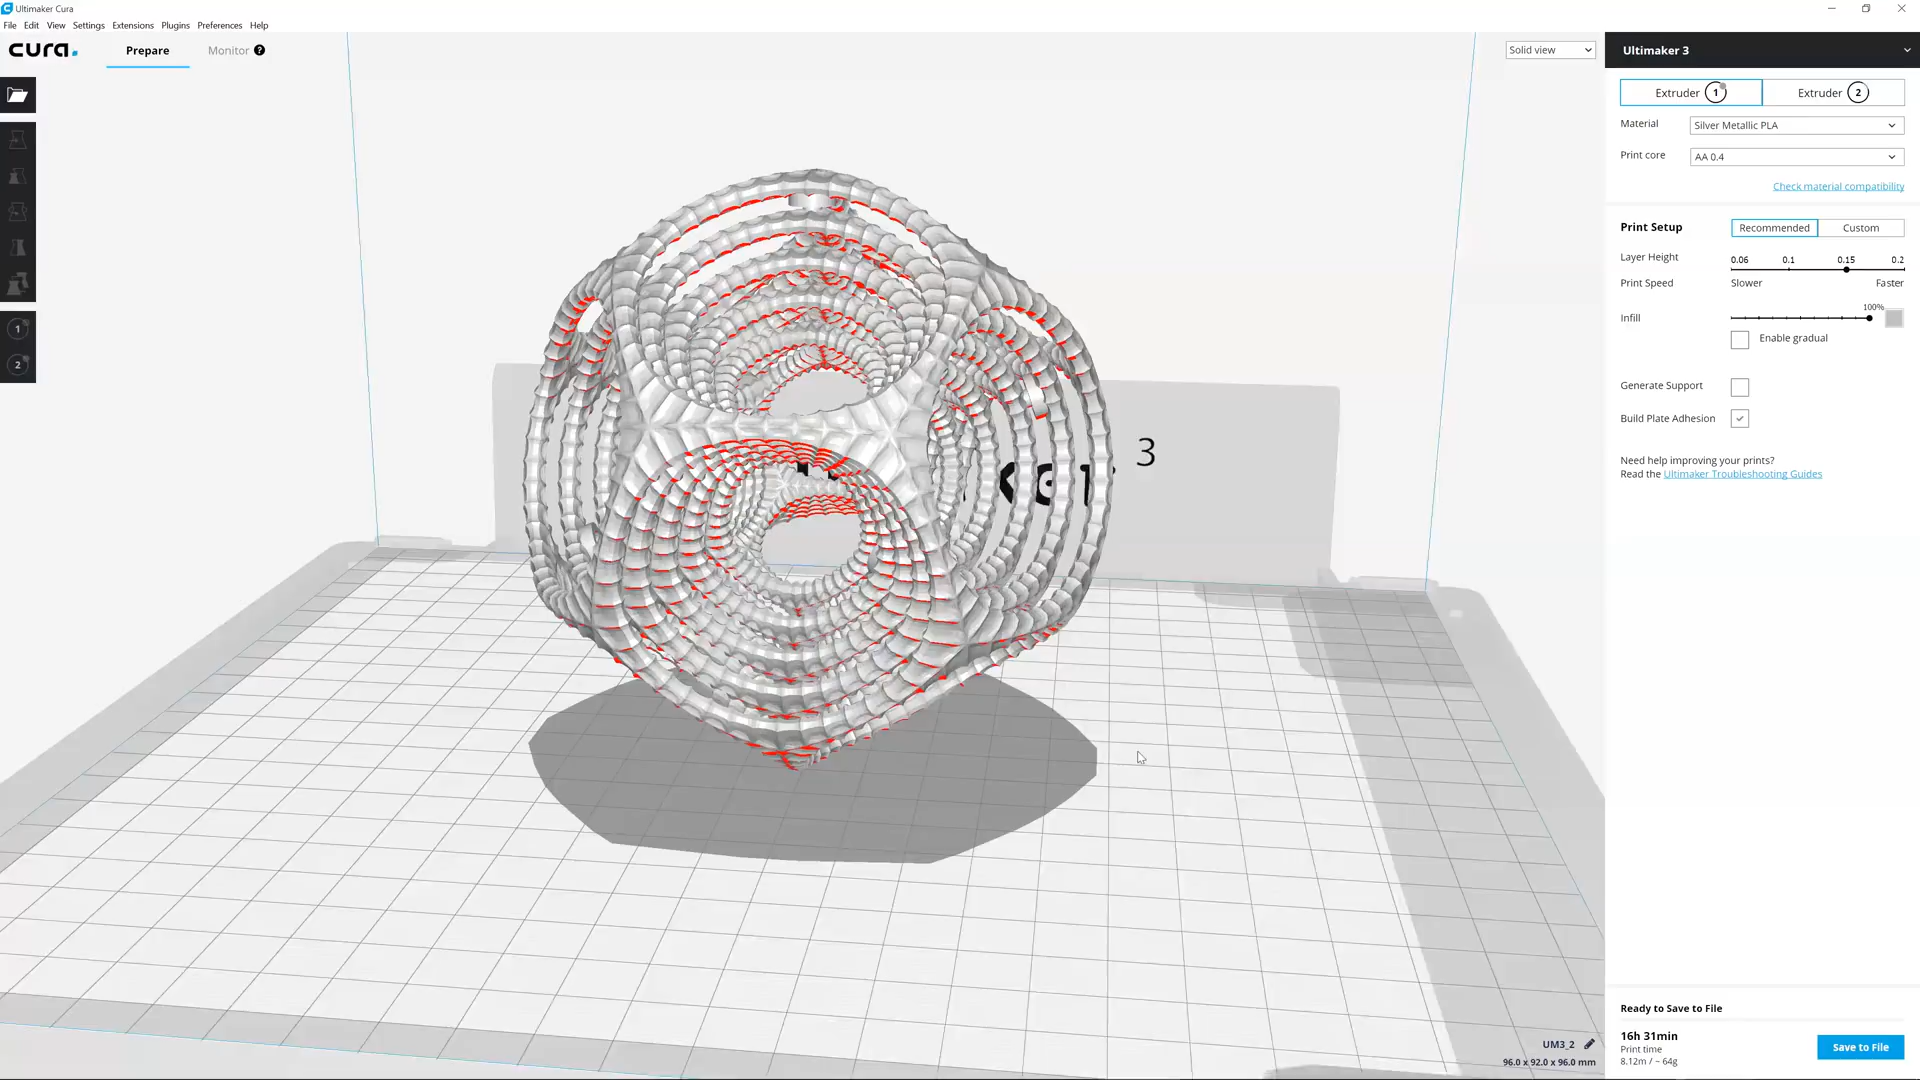 Ultimaker Cura
File Edit View Settings Extensions Plugins Preferences Help
cura.
Prepare
Monitor ?
Solid view
3
1
2
Ultimaker 3
Extruder 1
Extruder 2
Material
Silver Metallic PLA
Print core
AA 0.4
Check material compatibility
Print Setup
Recommended
Custom
Layer Height
0.06 0.1 0.15 0.2
Print Speed
Slower
Faster
100%
Infill
Enable gradual
Generate Support
Build Plate Adhesion
Need help improving your prints?
Read the Ultimaker Troubleshooting Guides
Ready to Save to File
16h 31min
Print time
8.12m / ~ 64g
Save to File
UM3_2
96.0 x 92.0 x 96.0 mm